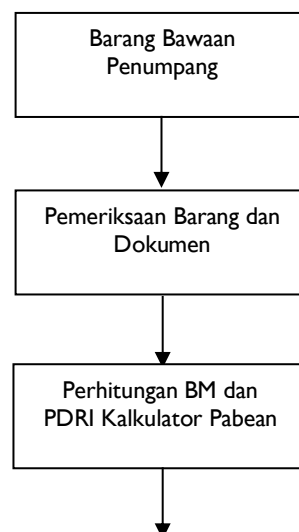 Barang Bawaan
Penumpang
Pemeriksaan Barang dan
Dokumen
Perhitungan BM dan
PDRI Kalkulator Pabean